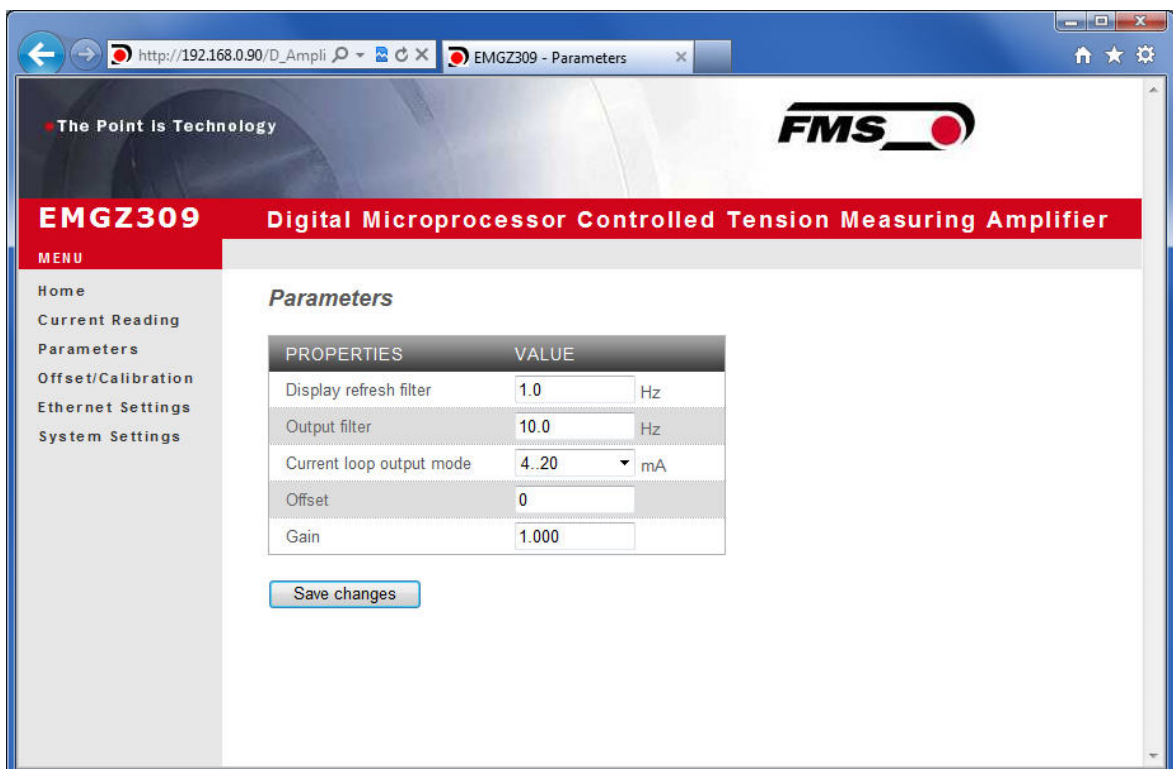 http://192.168.0.90/D_Ampli
EMGZ309 - Parameters
The Point is Technology
FMS
EMGZ309
Digital Microprocessor Controlled Tension Measuring Amplifier
MENU
Home
Current Reading
Parameters
Offset/Calibration
Ethernet Settings
System Settings
Parameters
PROPERTIES VALUE
Display refresh filter 1.0 Hz
Output filter 10.0 Hz
Current loop output mode 4..20 mA
Offset 0
Gain 1.000
Save changes